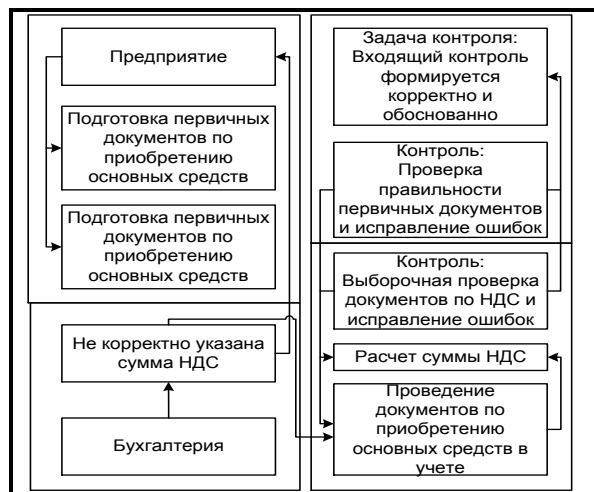 Предприятие
Подготовка первичных
документов по
приобретению
основных средств
Подготовка первичных
документов по
приобретению
основных средств
Не корректно указана
сумма НДС
Бухгалтерия
Задача контроля:
Входящий контроль
формируется
корректно и
обоснованно
Контроль:
Проверка
правильности
первичных документов
и исправление ошибок
Контроль:
Выборочная проверка
документов по НДС и
исправление ошибок
Расчет суммы НДС
Проведение
документов по
приобретению
основных средств в
учете